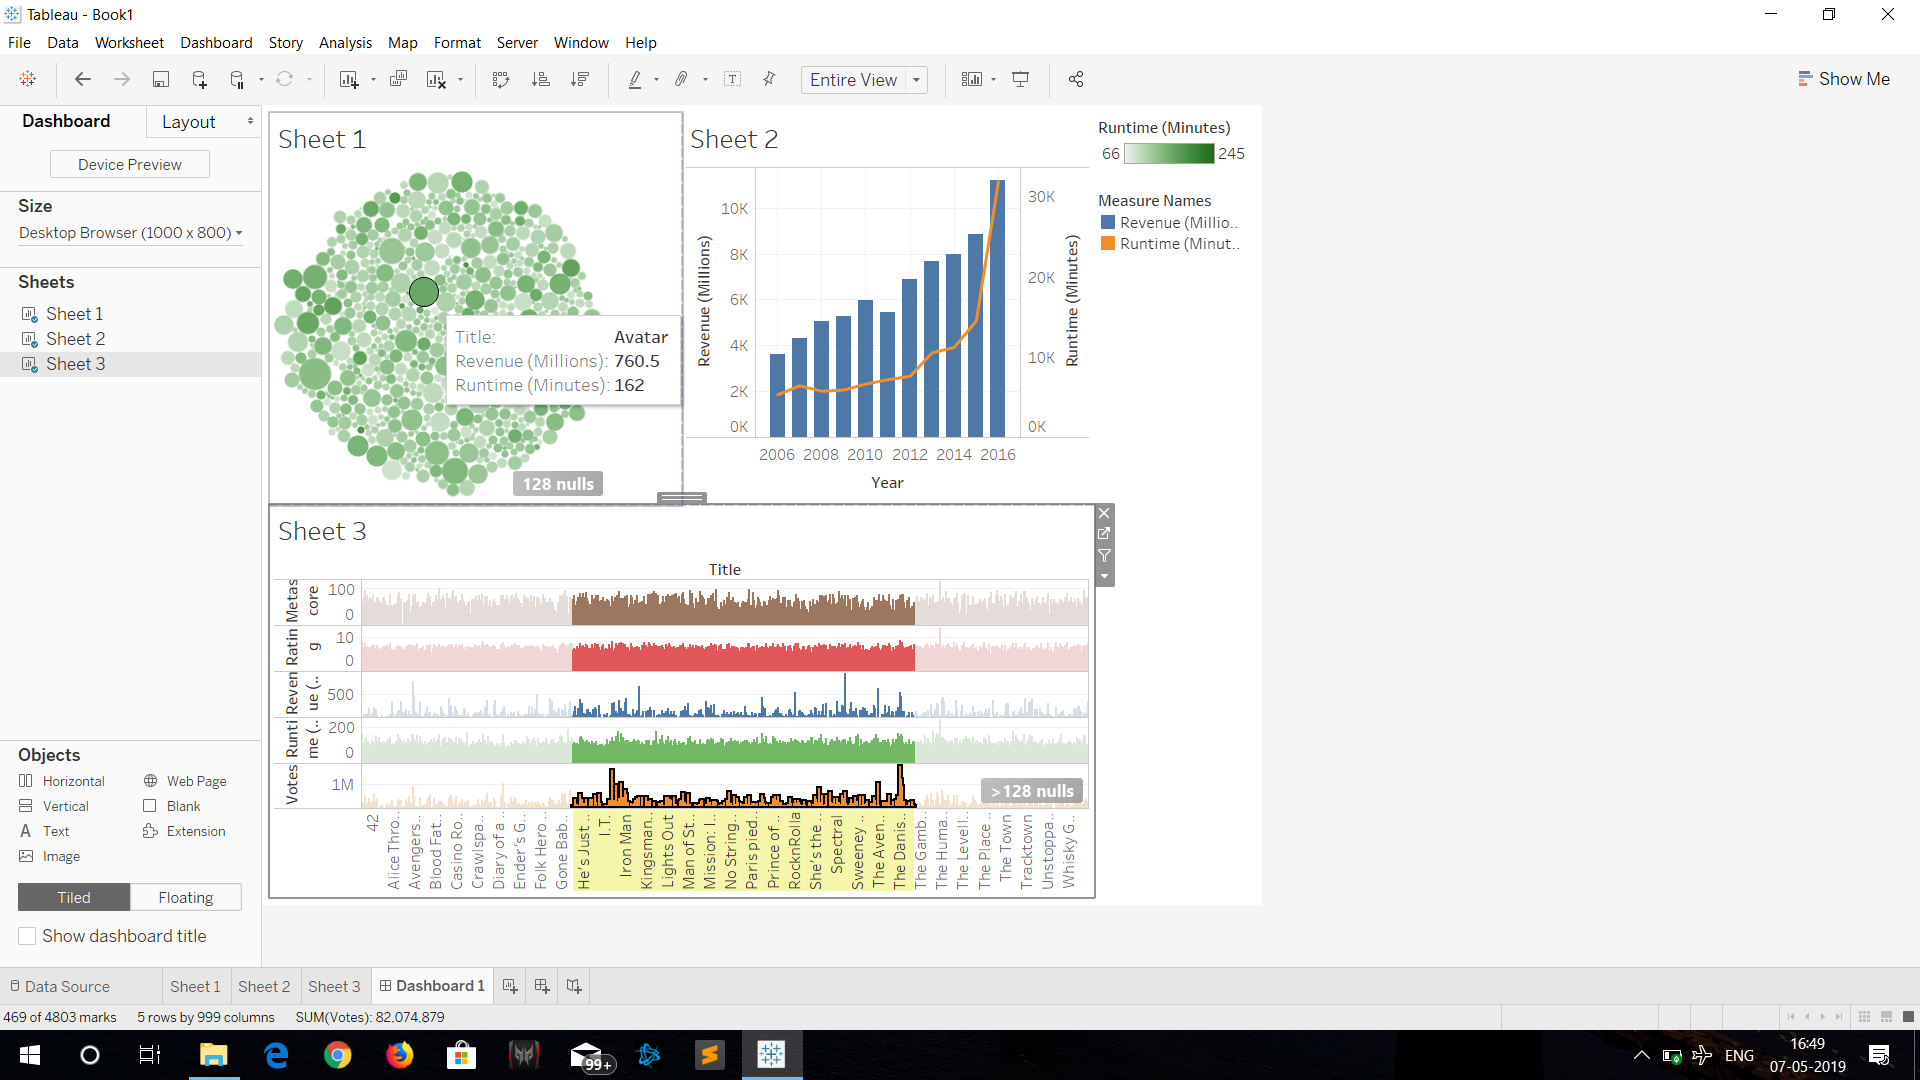 Tableau - Book1
File Data Worksheet Dashboard Story Analysis Map Format Server Window Help
Entire View
Show Me
Dashboard
Layout
Device Preview
Size
Desktop Browser (1000 x 800)
Sheets
Sheet 1
Sheet 2
Sheet 3
Objects
Horizontal
Web Page
Vertical
Blank
Text
Extension
Image
Tiled
Floating
Show dashboard title
Sheet 1
Title: Avatar
Revenue (Millions): 760.5
Runtime (Minutes): 162
128 nulls
Sheet 2
Revenue (Millions)
10K
8K
6K
4K
2K
0K
30K
20K
10K
0K
Runtime (Minutes)
2006 2008 2010 2012 2014 2016
Year
Runtime (Minutes)
66 245
Measure Names
Revenue (Millio..
Runtime (Minut..
Sheet 3
Title
Metas
core
100
0
Ratin
g
10
0
Reven
ue (..
500
Runti
me (..
200
0
Votes
1M
>128 nulls
42
Alice Thro..
Avengers..
Blood Fat..
Casino Ro..
Crawlspa..
Diary of a ..
Ender's G..
Folk Hero ..
Gone Bab..
He's Just ..
I.T.
Iron Man
Kingsman..
Lights Out
Man of St..
Mission: I..
No String..
Paris pied..
Prince of ..
RocknRolla
She's the ..
Spectral
Sweeney ..
The Aven..
The Danis..
The Gamb..
The Huma..
The Levell..
The Place ..
The Town
Tracktown
Unstoppa..
Whisky G..
Data Source
Sheet 1
Sheet 2
Sheet 3
Dashboard 1
469 of 4803 marks 5 rows by 999 columns SUM(Votes): 82,074,879
99+
ENG
16:49
07-05-2019